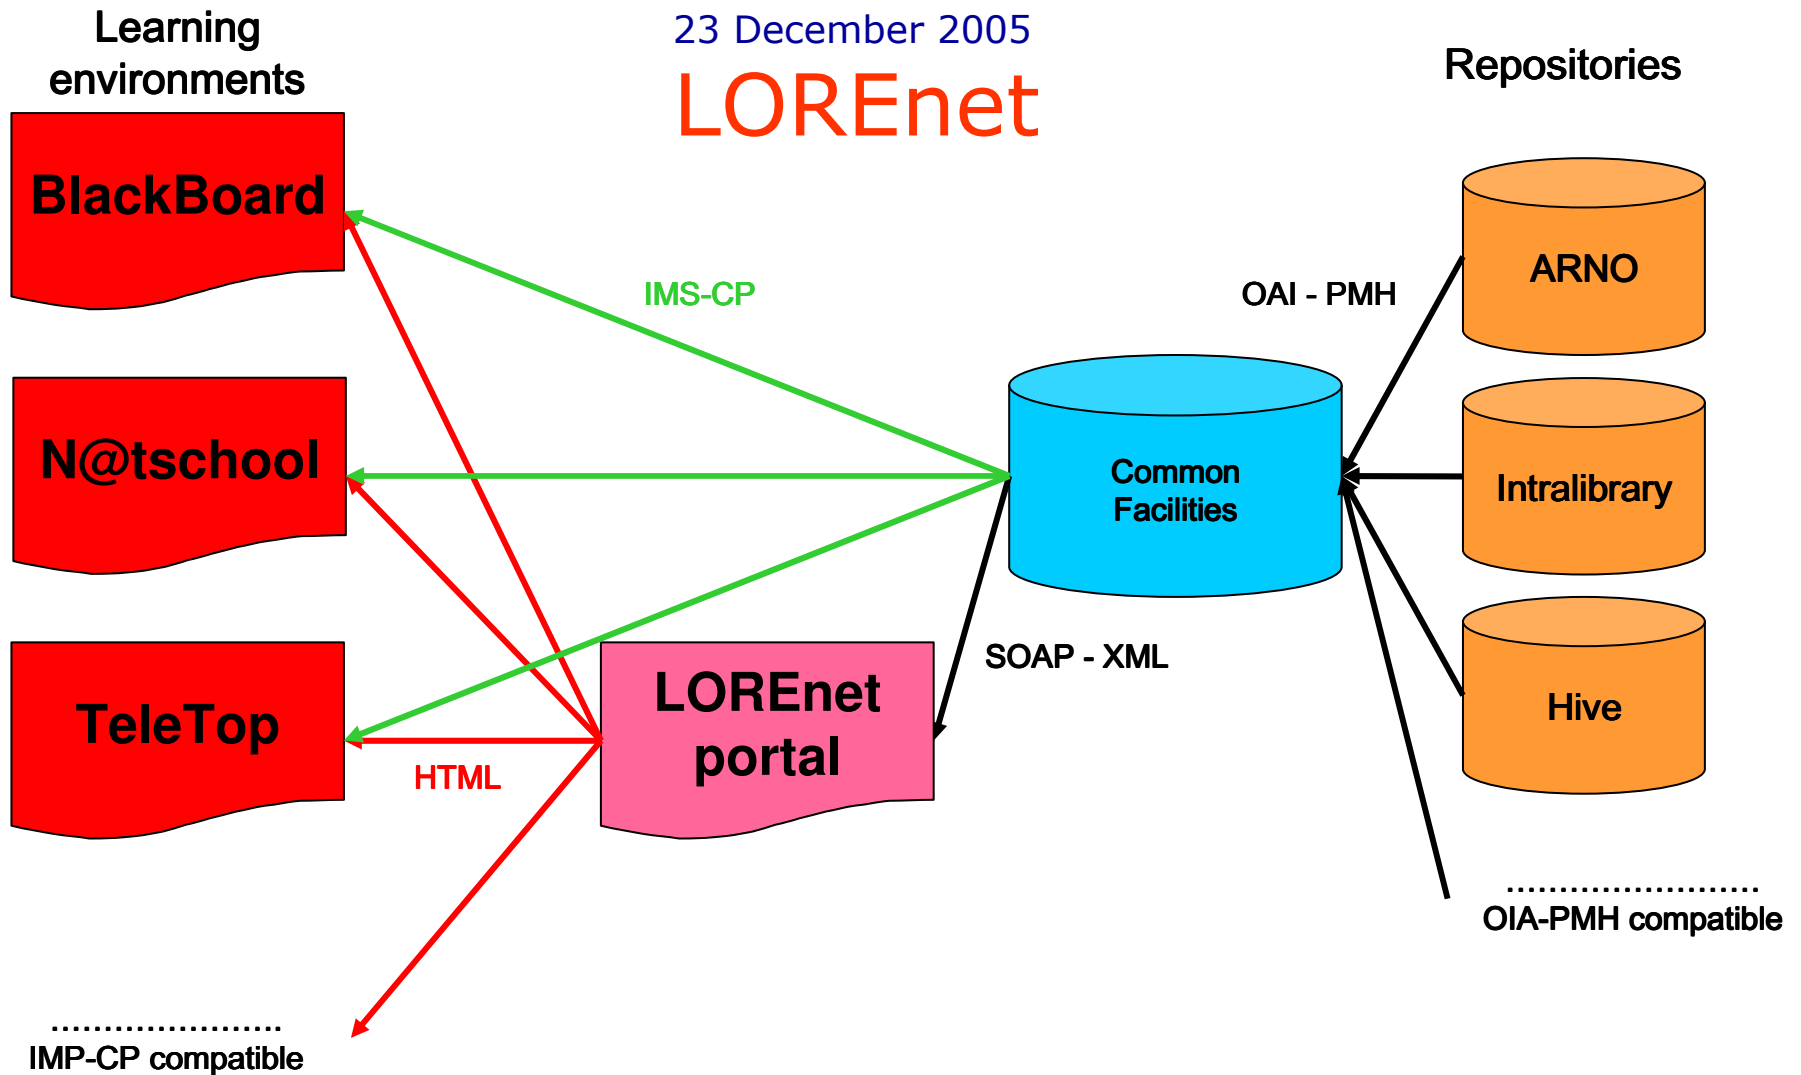 Learning
environments
23 December 2005
LOREnet
Repositories
BlackBoard
IMS-CP
OAI - PMH
ARNO
N@tschool
Common
Facilities
Intralibrary
TeleTop
HTML
LOREnet
portal
SOAP - XML
Hive
........................
OIA-PMH compatible
......................
IMP-CP compatible